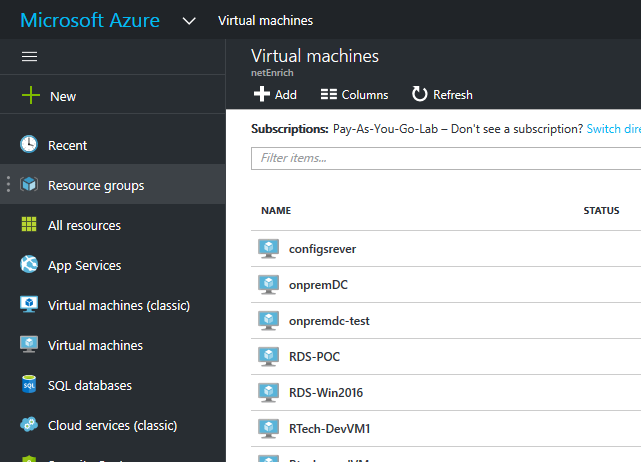 Microsoft Azure Virtual machines
New
Recent
Resource groups
All resources
App Services
Virtual machines (classic)
Virtual machines
SQL databases
SQL
Cloud services (classic)
Virtual machines
netEnrich
Add Columns Refresh
Subscriptions: Pay-As-You-Go-Lab – Don't see a subscription? Switch dire
Filter items...
NAME STATUS
configsrever
onpremDC
onpremdc-test
RDS-POC
RDS-Win2016
RTech-DevVM1